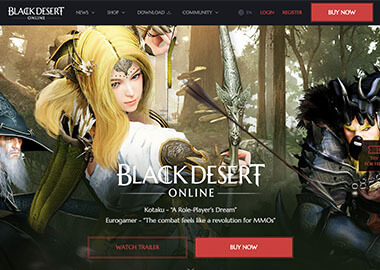 BLACK DESERT
ONLINE
NEWS
SHOP
DOWNLOAD
COMMUNITY
EN
LOGIN
REGISTER
BUY NOW
BLACK DESERT
ONLINE
Kotaku - "A Role-Player's Dream"
Eurogamer - "The combat feels like a revolution for MMOs"
WATCH TRAILER
BUY NOW